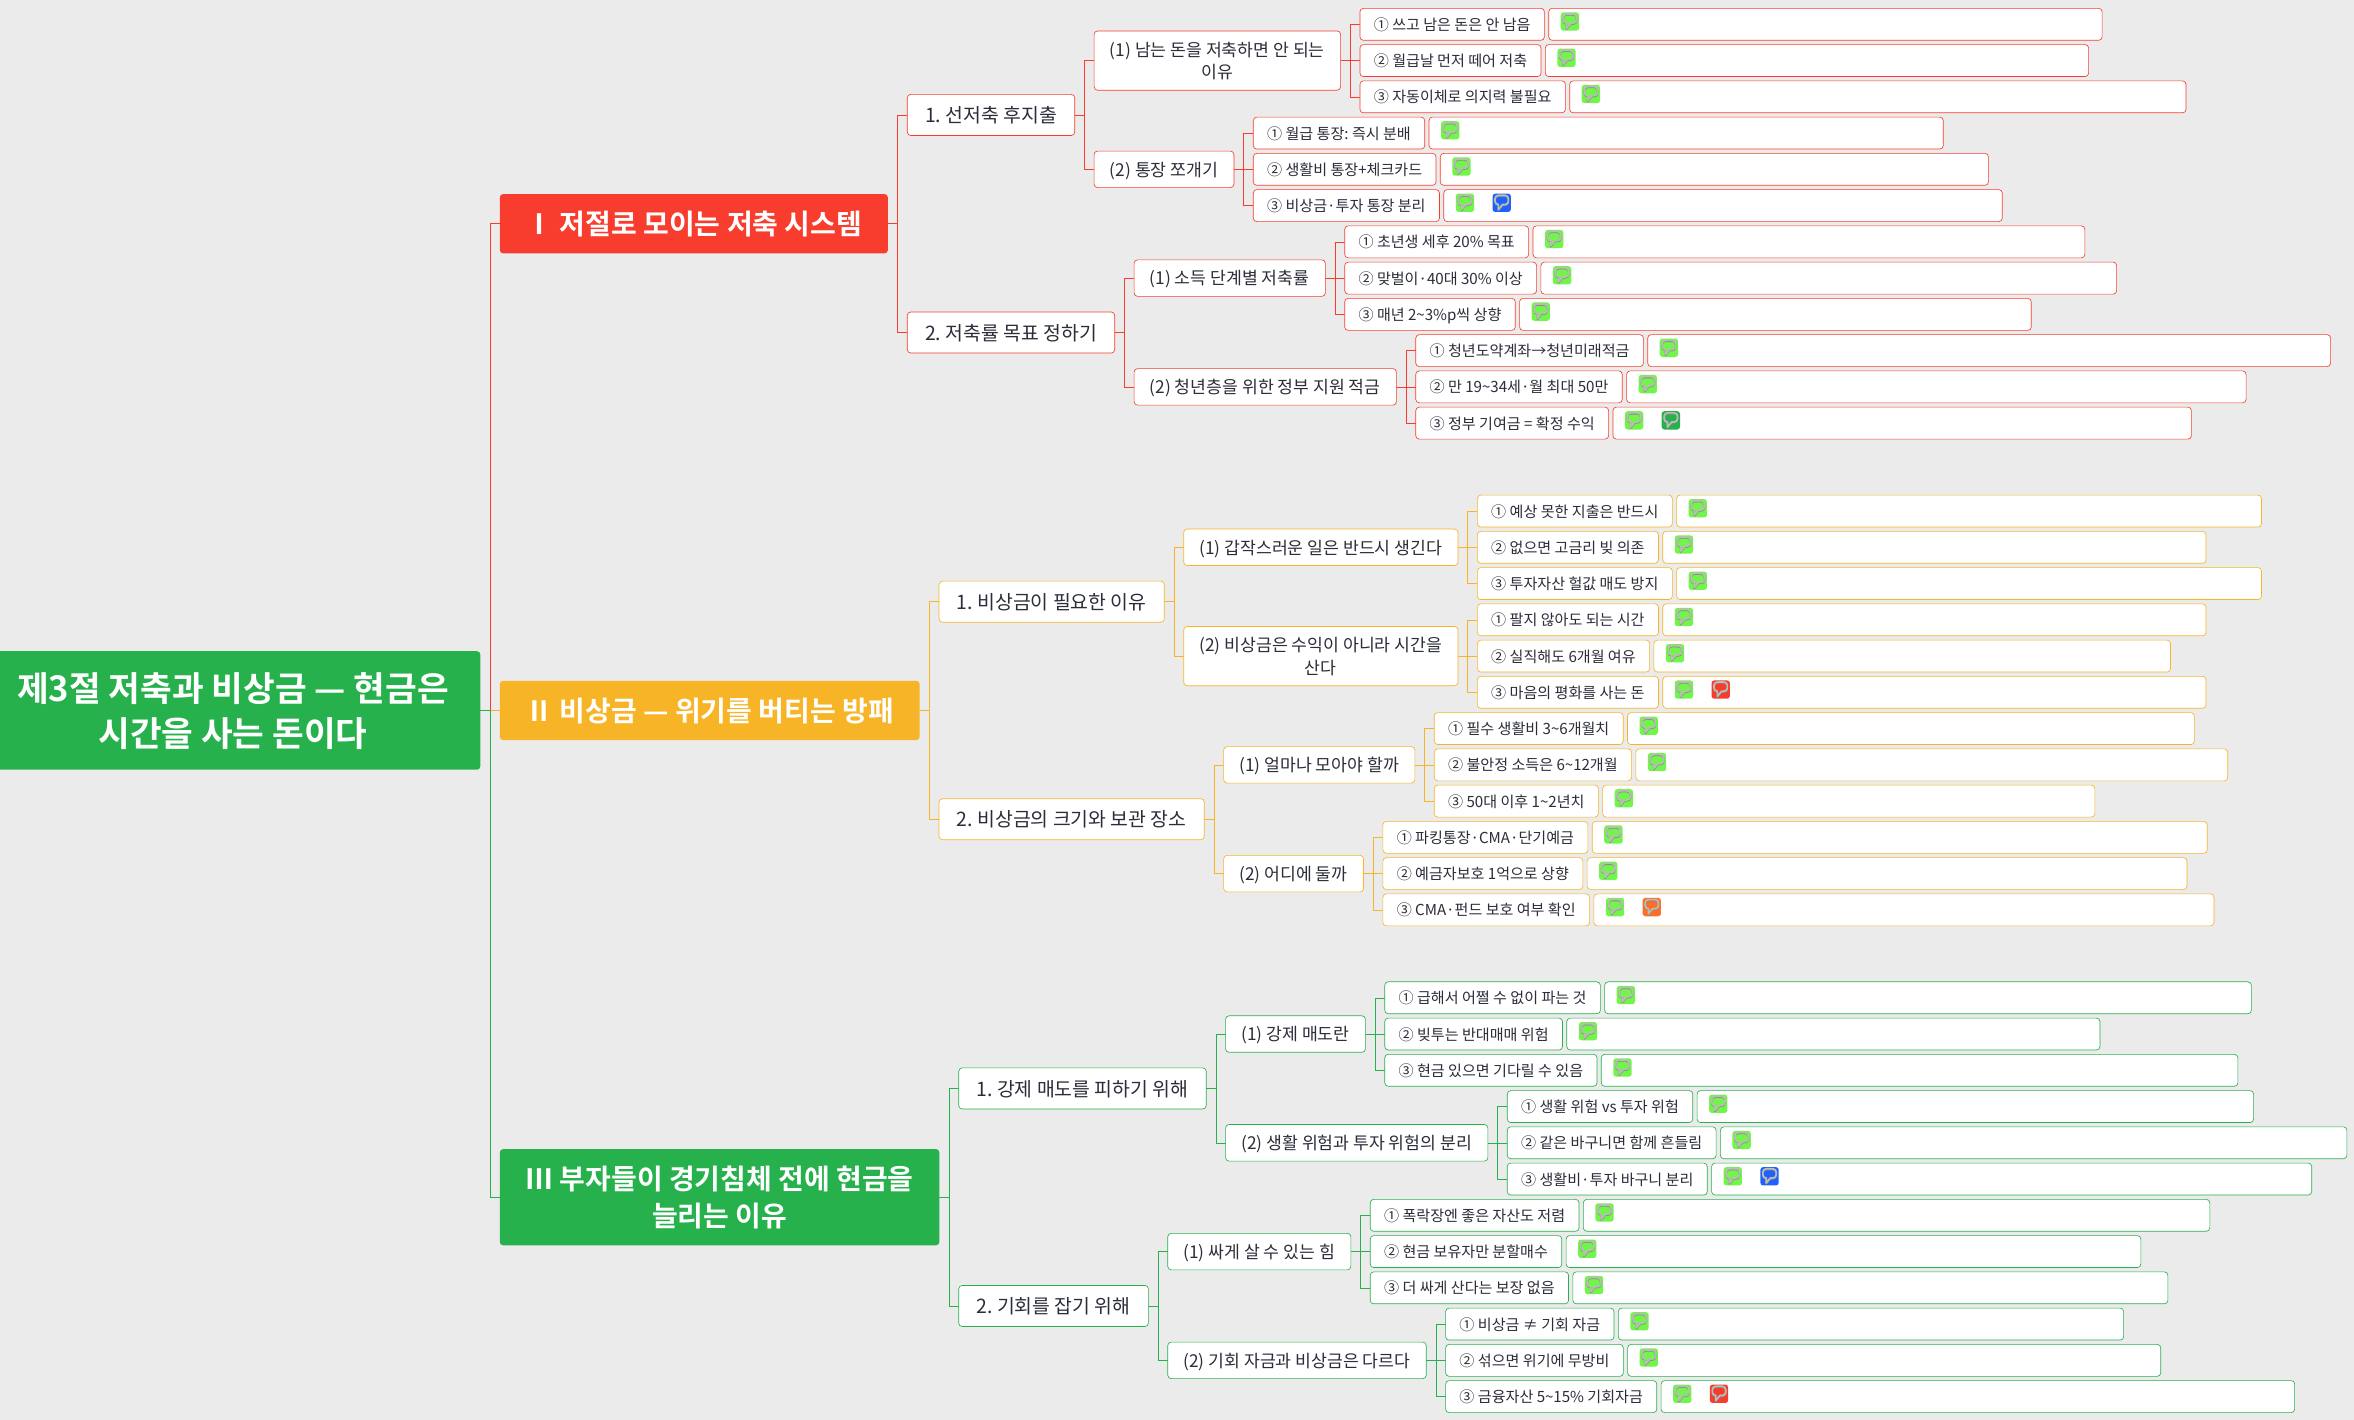 제3절 저축과 비상금 — 현금은
시간을 사는 돈이다
Ⅰ 저절로 모이는 저축 시스템
1. 선저축 후지출
(1) 남는 돈을 저축하면 안 되는
이유
① 쓰고 남은 돈은 안 남음
② 월급날 먼저 떼어 저축
③ 자동이체로 의지력 불필요
(2) 통장 쪼개기
① 월급 통장: 즉시 분배
② 생활비 통장+체크카드
③ 비상금·투자 통장 분리
2. 저축률 목표 정하기
(1) 소득 단계별 저축률
① 초년생 세후 20% 목표
② 맞벌이·40대 30% 이상
③ 매년 2~3%p씩 상향
(2) 청년층을 위한 정부 지원 적금
① 청년도약계좌→청년미래적금
② 만 19~34세·월 최대 50만
③ 정부 기여금 = 확정 수익
II 비상금 — 위기를 버티는 방패
1. 비상금이 필요한 이유
(1) 갑작스러운 일은 반드시 생긴다
① 예상 못한 지출은 반드시
② 없으면 고금리 빚 의존
③ 투자자산 헐값 매도 방지
(2) 비상금은 수익이 아니라 시간을
산다
① 팔지 않아도 되는 시간
② 실직해도 6개월 여유
③ 마음의 평화를 사는 돈
2. 비상금의 크기와 보관 장소
(1) 얼마나 모아야 할까
① 필수 생활비 3~6개월치
② 불안정 소득은 6~12개월
③ 50대 이후 1~2년치
(2) 어디에 둘까
① 파킹통장·CMA·단기예금
② 예금자보호 1억으로 상향
③ CMA·펀드 보호 여부 확인
III 부자들이 경기침체 전에 현금을
늘리는 이유
1. 강제 매도를 피하기 위해
(1) 강제 매도란
① 급해서 어쩔 수 없이 파는 것
② 빚투는 반대매매 위험
③ 현금 있으면 기다릴 수 있음
(2) 생활 위험과 투자 위험의 분리
① 생활 위험 vs 투자 위험
② 같은 바구니면 함께 흔들림
③ 생활비·투자 바구니 분리
2. 기회를 잡기 위해
(1) 싸게 살 수 있는 힘
① 폭락장엔 좋은 자산도 저렴
② 현금 보유자만 분할매수
③ 더 싸게 산다는 보장 없음
(2) 기회 자금과 비상금은 다르다
① 비상금 ≠ 기회 자금
② 섞으면 위기에 무방비
③ 금융자산 5~15% 기회자금